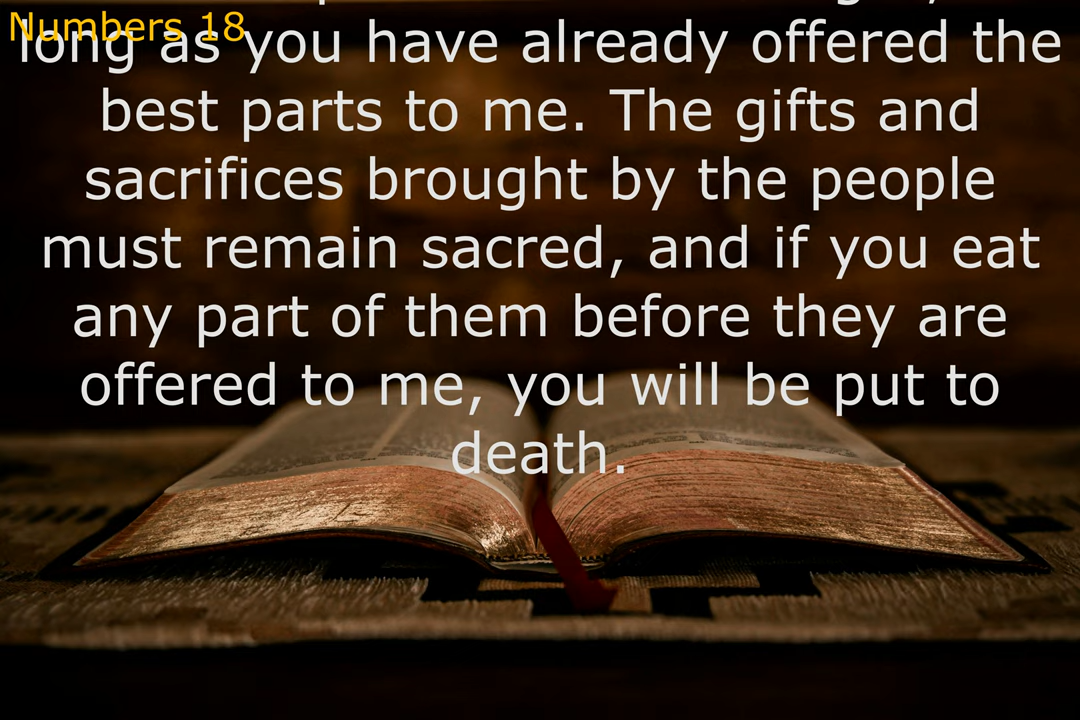 Numbers 18
long as you have already offered the
best parts to me. The gifts and
sacrifices brought by the people
must remain sacred, and if you eat
any part of them before they are
offered to me, you will be put to
death.